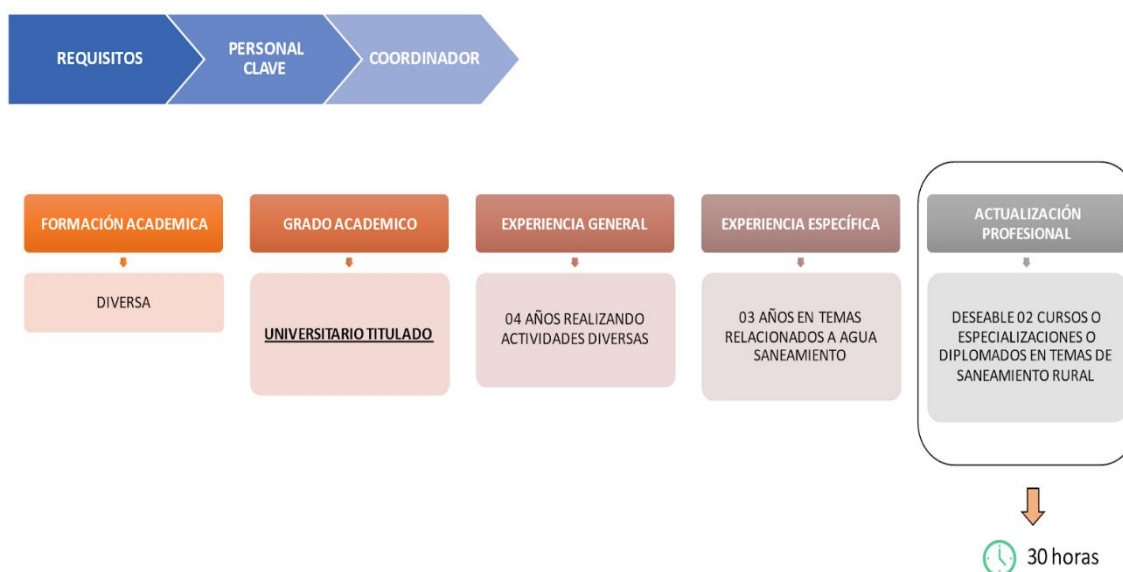 REQUISITOS
PERSONAL
CLAVE
COORDINADOR
FORMACIÓN ACADEMICA
GRADO ACADEMICO
EXPERIENCIA GENERAL
EXPERIENCIA ESPECÍFICA
ACTUALIZACIÓN
PROFESIONAL
DIVERSA
UNIVERSITARIO TITULADO
04 AÑOS REALIZANDO
ACTIVIDADES DIVERSAS
03 AÑOS EN TEMAS
RELACIONADOS A AGUA
SANEAMIENTO
DESEABLE 02 CURSOS O
ESPECIALIZACIONES O
DIPLOMADOS EN TEMAS DE
SANEAMIENTO RURAL
30 horas